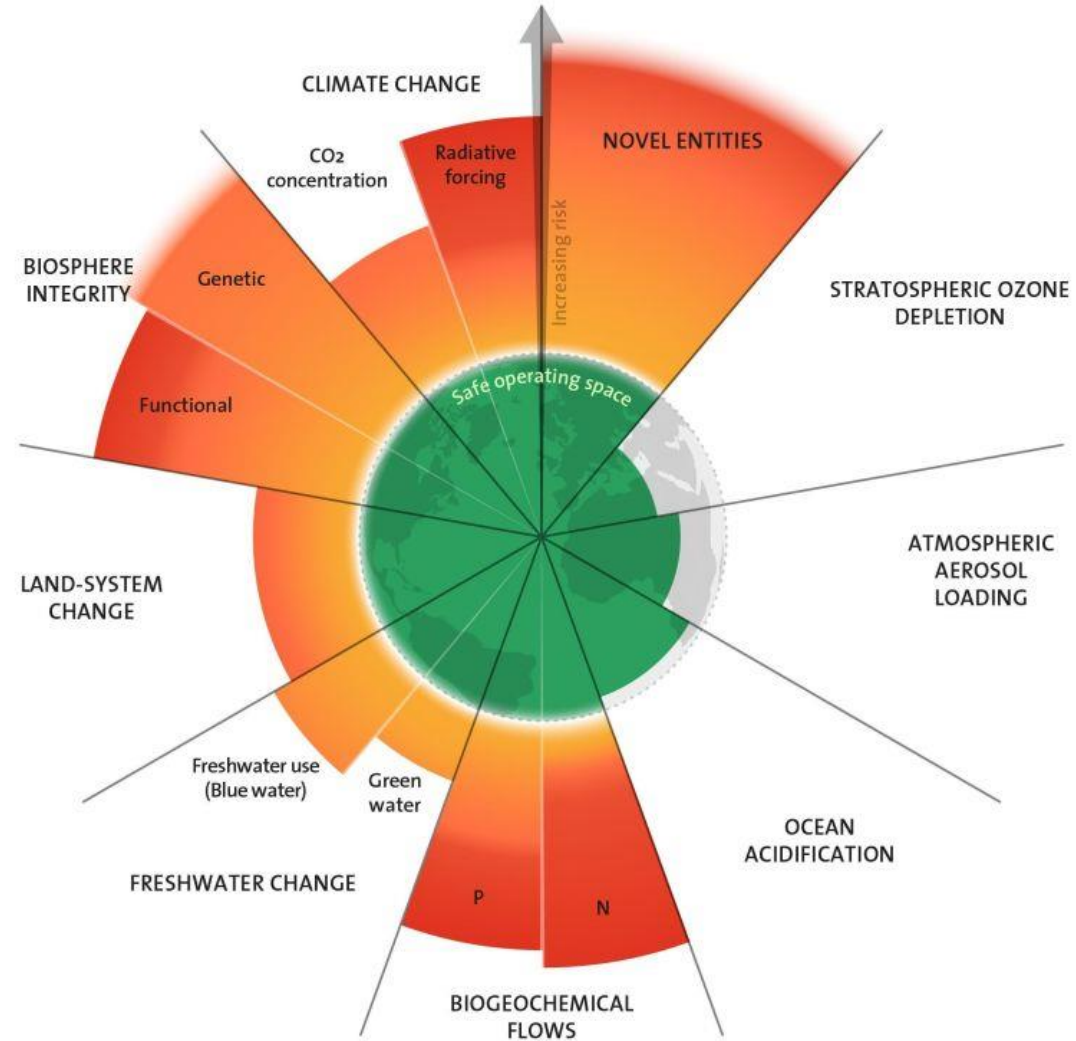 CLIMATE CHANGE
CO2
concentration
Radiative
forcing
NOVEL ENTITIES
Increasing risk
BIOSPHERE
INTEGRITY
Genetic
Functional
STRATOSPHERIC OZONE
DEPLETION
Safe operating space
LAND-SYSTEM
CHANGE
ATMOSPHERIC
AEROSOL
LOADING
Freshwater use
(Blue water)
Green
water
FRESHWATER CHANGE
OCEAN
ACIDIFICATION
P
N
BIOGEOCHEMICAL
FLOWS